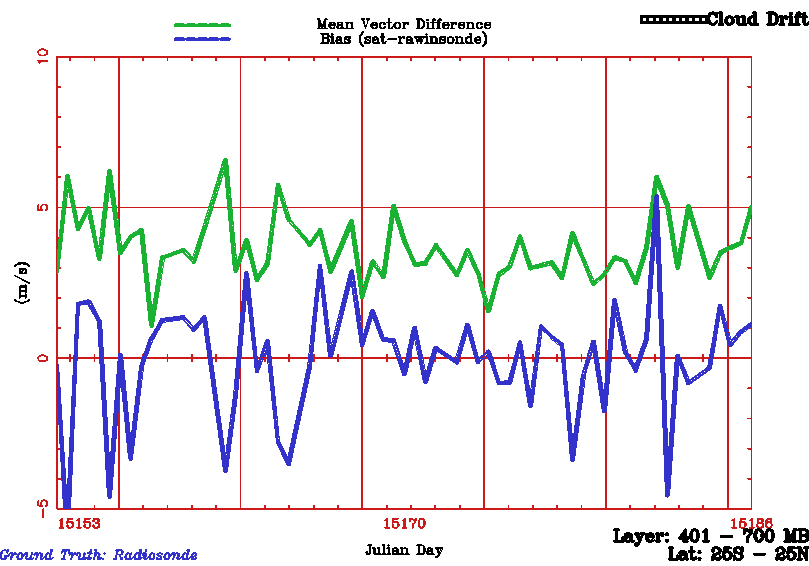 Mean Vector Difference
Cloud Drift
Bias (sat-rawinsonde)
10
5
(m/s)
0
-5
15153
15170
15186
Layer: 401 - 700 MB
Julian Day
Ground Truth: Radiosonde
Lat: 25S - 25N